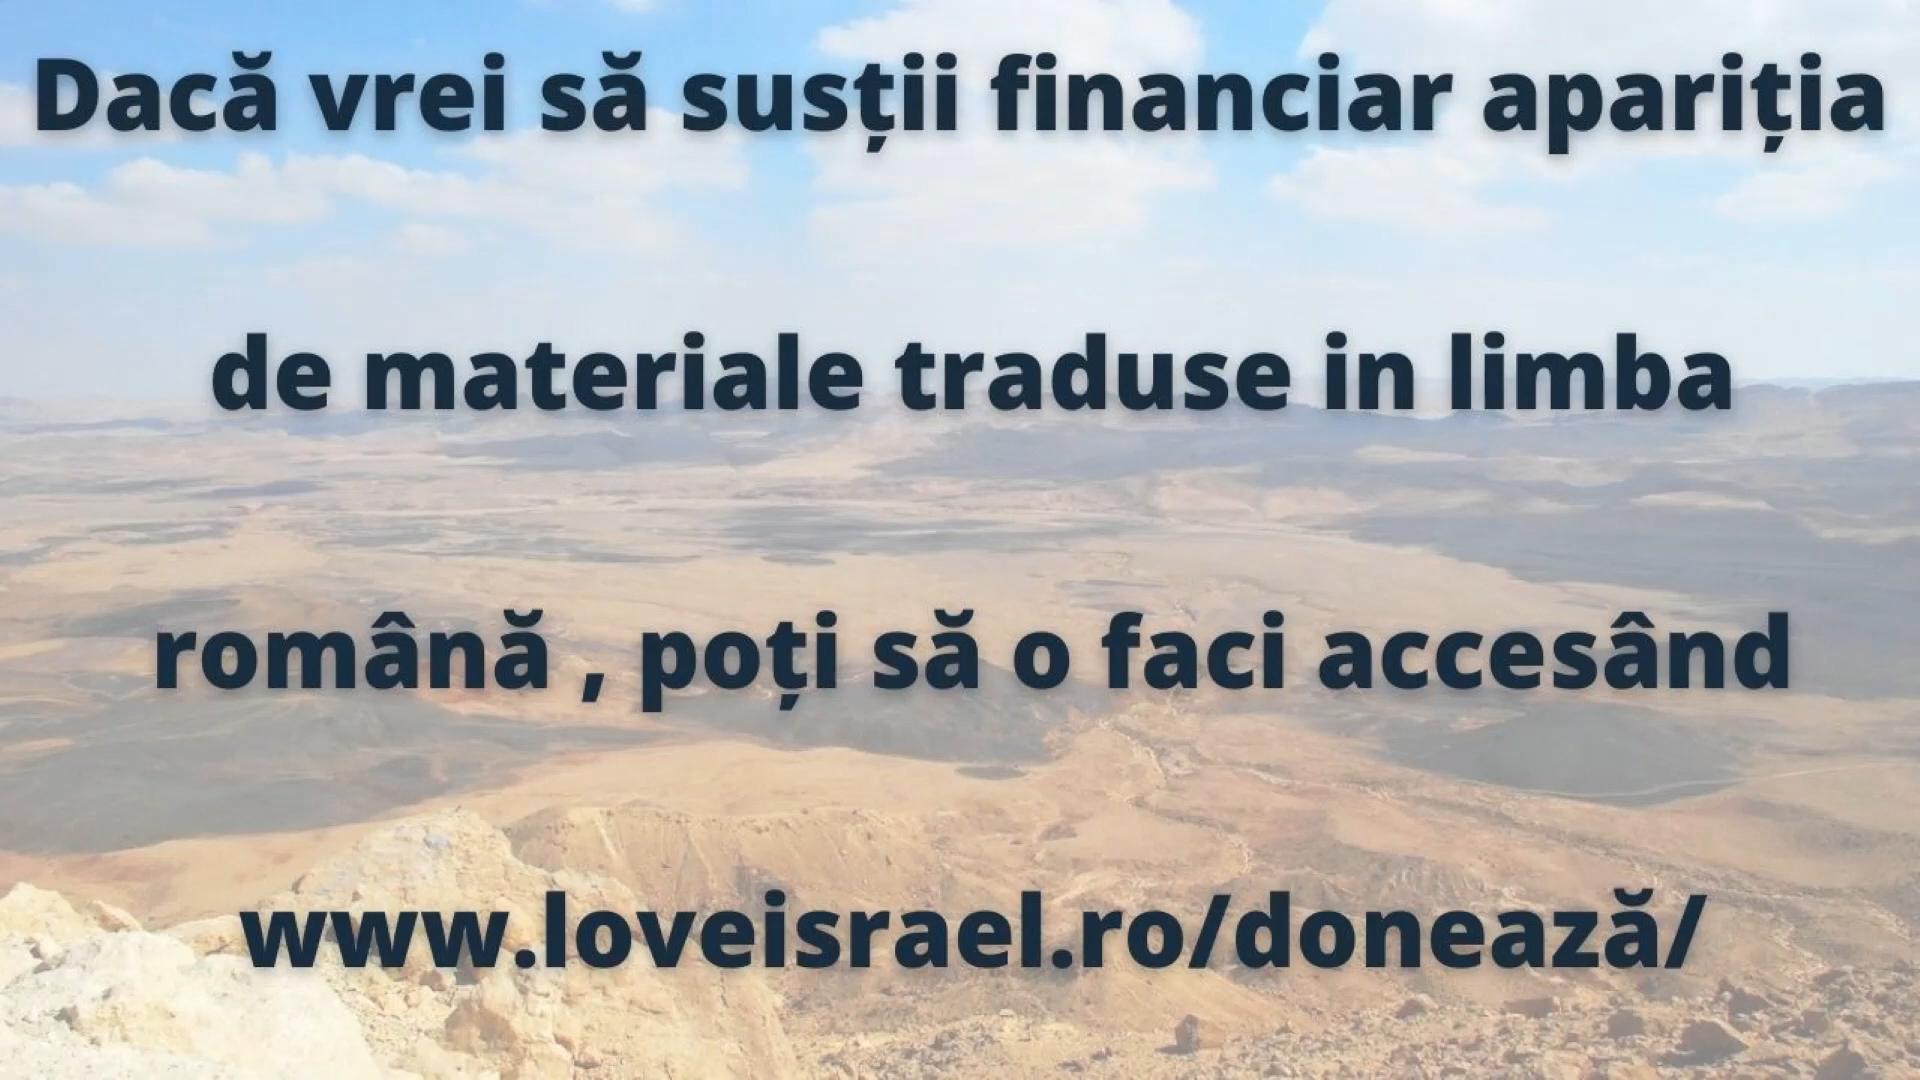 Dacă vrei să susții financiar apariția
de materiale traduse in limba
română , poți să o faci accesând
www.loveisrael.ro/donează/